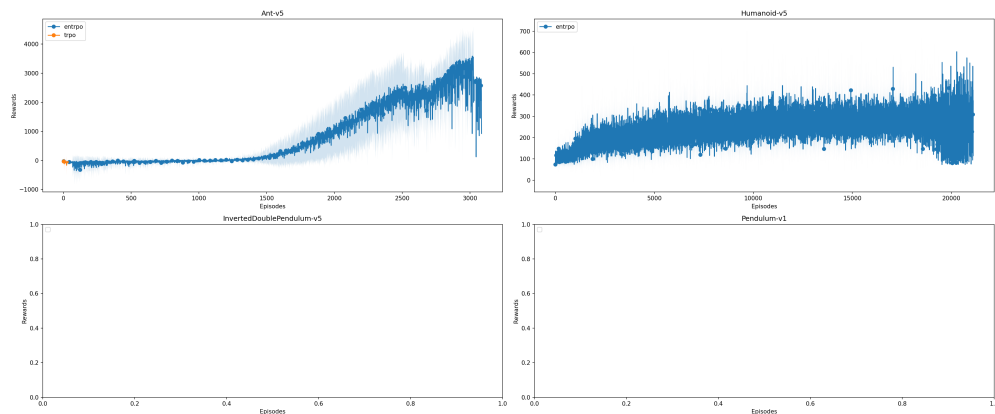 Ant-v5
entrpo
trpo
4000
3000
2000
1000
0
−1000
Rewards
0 500 1000 1500 2000 2500 3000
Episodes
Humanoid-v5
entrpo
700
600
500
400
300
200
100
0
Rewards
0 5000 10000 15000 20000
Episodes
InvertedDoublePendulum-v5
1.0
0.8
0.6
0.4
0.2
0.0
Rewards
0.0 0.2 0.4 0.6 0.8 1.0
Episodes
Pendulum-v1
1.0
0.8
0.6
0.4
0.2
0.0
Rewards
0.0 0.2 0.4 0.6 0.8 1.
Episodes